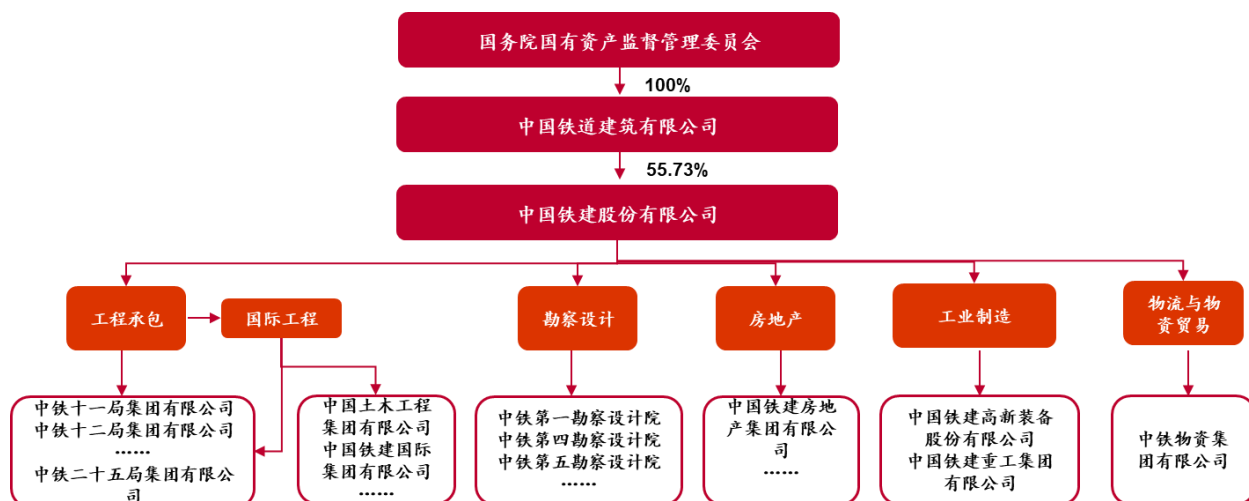 国务院国有资产监督管理委员会
100%
中国铁道建筑有限公司
55.73%
中国铁建股份有限公司
工程承包
国际工程
勘察设计
房地产
工业制造
物流与物
资贸易
中铁十一局集团有限公司
中铁十二局集团有限公司
……
中铁二十五局集团有限公
司
中国土木工程
集团有限公司
中国铁建国际
集团有限公司
……
中铁第一勘察设计院
中铁第四勘察设计院
中铁第五勘察设计院
……
中国铁建房地
产集团有限公
司
……
中国铁建高新装备
股份有限公司
中国铁建重工集团
有限公司
中铁物资集
团有限公司